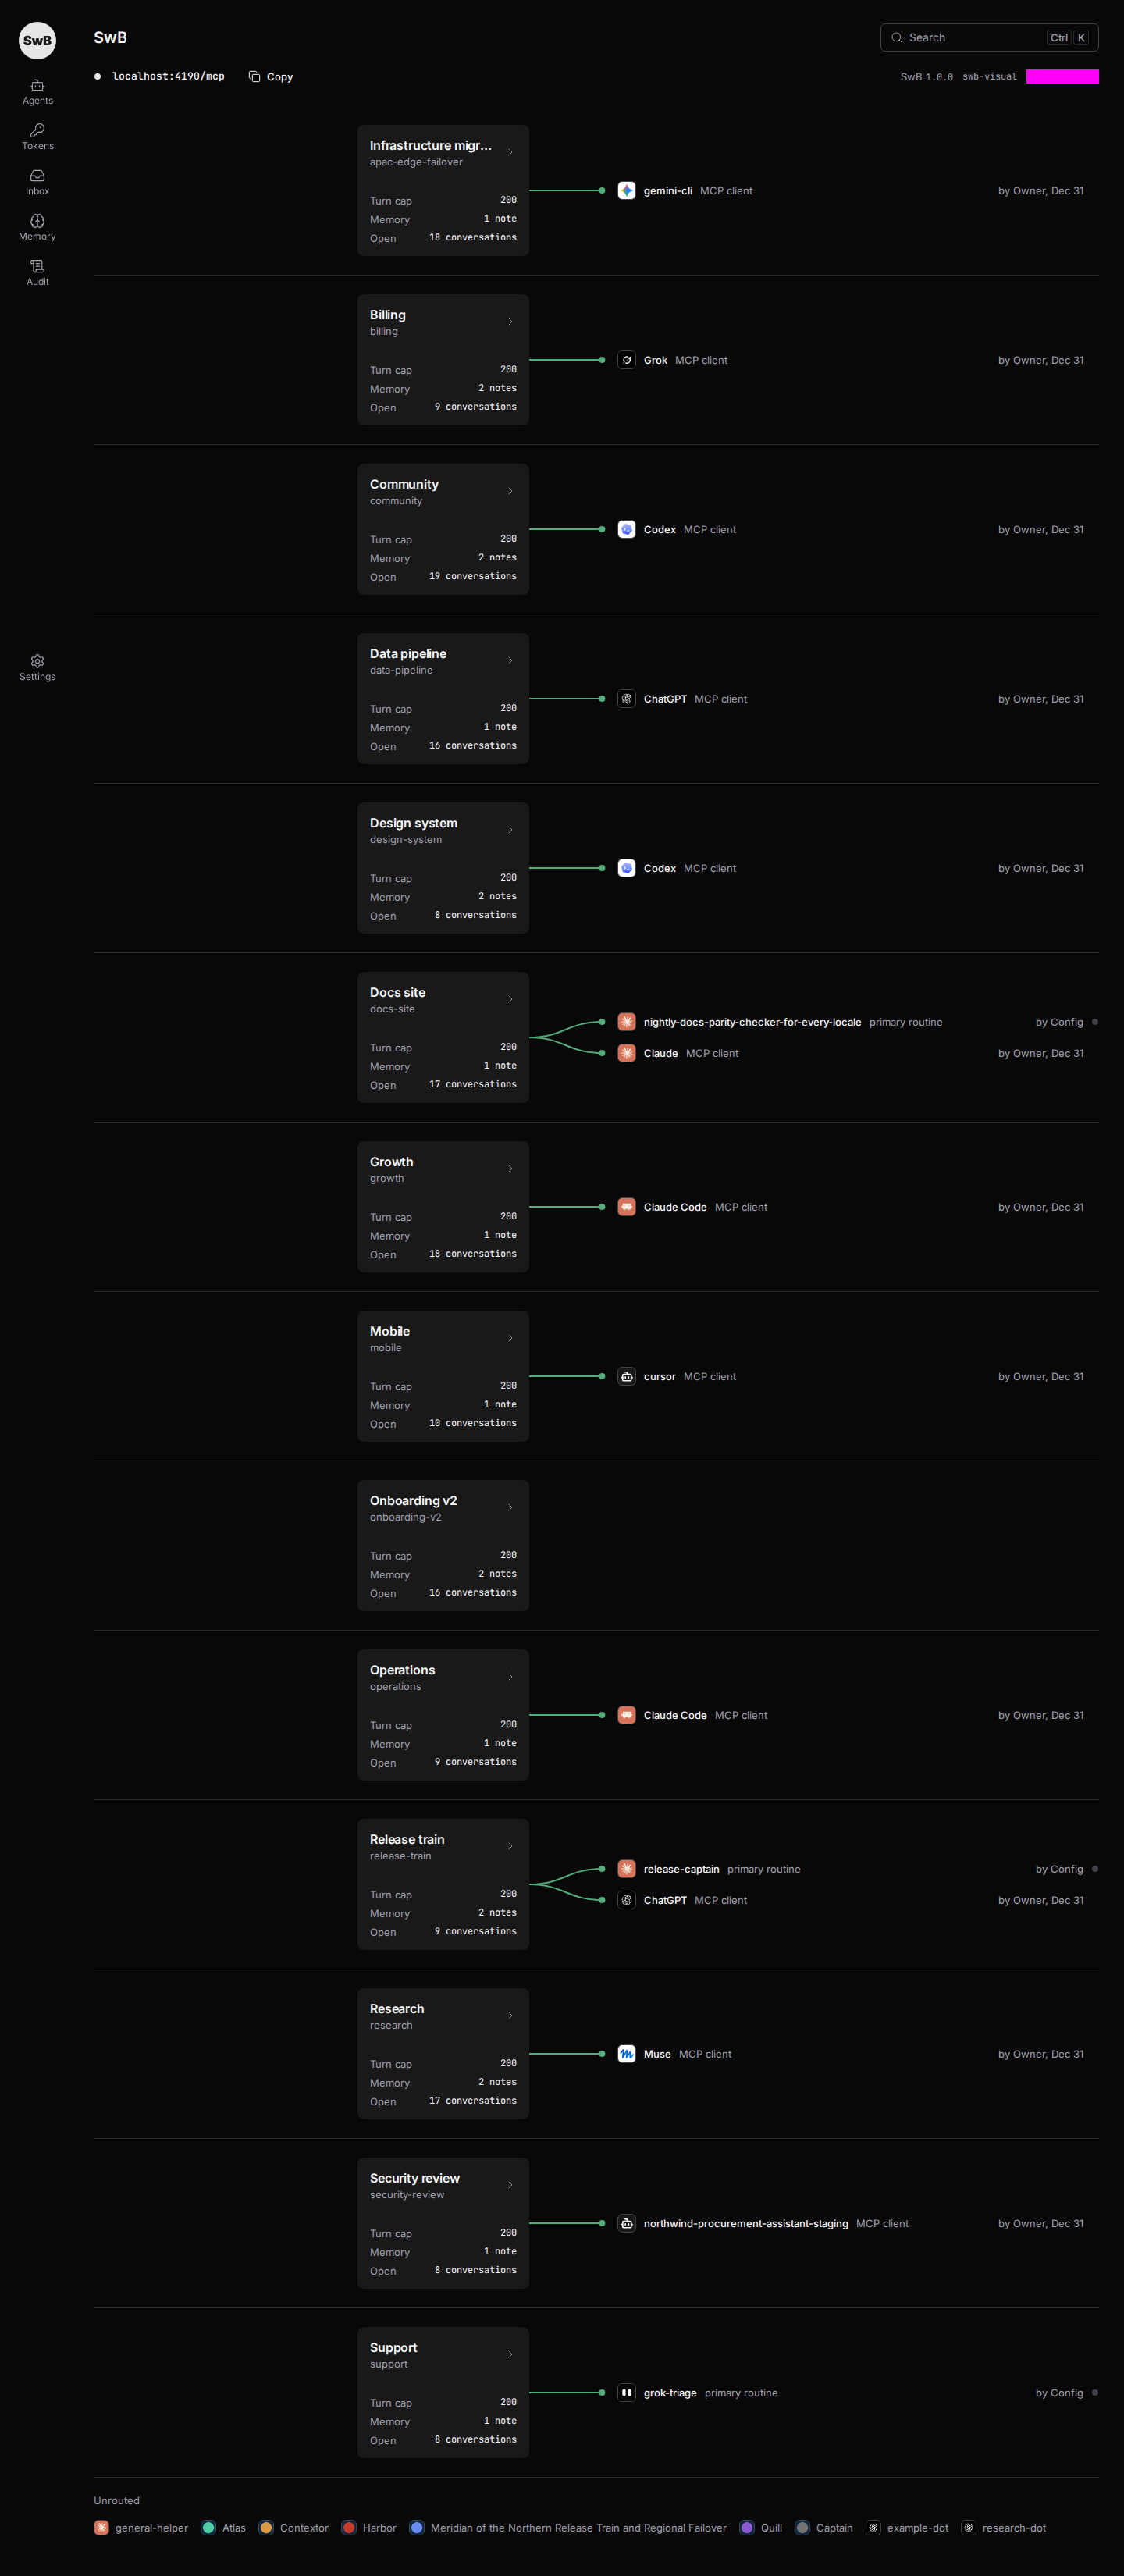 SwB
SwB
Search
Ctrl K
localhost:4190/mcp
Copy
SwB 1.0.0 swb-visual
Agents
Tokens
Inbox
Memory
Audit
Settings
Infrastructure migr...
apac-edge-failover
Turn cap 200
Memory 1 note
Open 18 conversations
gemini-cli MCP client by Owner, Dec 31
Billing
billing
Turn cap 200
Memory 2 notes
Open 9 conversations
Grok MCP client by Owner, Dec 31
Community
community
Turn cap 200
Memory 2 notes
Open 19 conversations
Codex MCP client by Owner, Dec 31
Data pipeline
data-pipeline
Turn cap 200
Memory 1 note
Open 16 conversations
ChatGPT MCP client by Owner, Dec 31
Design system
design-system
Turn cap 200
Memory 2 notes
Open 8 conversations
Codex MCP client by Owner, Dec 31
Docs site
docs-site
Turn cap 200
Memory 1 note
Open 17 conversations
nightly-docs-parity-checker-for-every-locale primary routine by Config
Claude MCP client by Owner, Dec 31
Growth
growth
Turn cap 200
Memory 1 note
Open 18 conversations
Claude Code MCP client by Owner, Dec 31
Mobile
mobile
Turn cap 200
Memory 1 note
Open 10 conversations
cursor MCP client by Owner, Dec 31
Onboarding v2
onboarding-v2
Turn cap 200
Memory 2 notes
Open 16 conversations
Operations
operations
Turn cap 200
Memory 1 note
Open 9 conversations
Claude Code MCP client by Owner, Dec 31
Release train
release-train
Turn cap 200
Memory 2 notes
Open 9 conversations
release-captain primary routine by Config
ChatGPT MCP client by Owner, Dec 31
Research
research
Turn cap 200
Memory 2 notes
Open 17 conversations
Muse MCP client by Owner, Dec 31
Security review
security-review
Turn cap 200
Memory 1 note
Open 8 conversations
northwind-procurement-assistant-staging MCP client by Owner, Dec 31
Support
support
Turn cap 200
Memory 1 note
Open 8 conversations
grok-triage primary routine by Config
Unrouted
general-helper Atlas Contextor Harbor Meridian of the Northern Release Train and Regional Failover Quill Captain example-dot research-dot